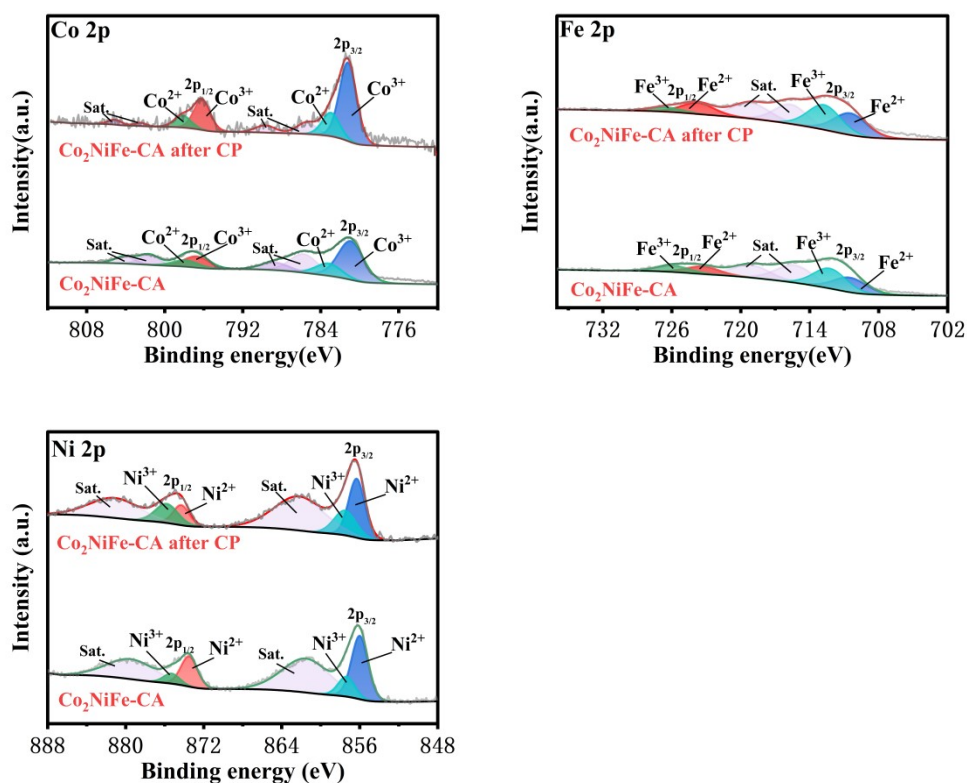 Co 2p
2p3/2
Sat.
Co2+
2p1/2
Co3+
Sat.
Co2+
Co3+
Co2NiFe-CA after CP
Sat.
Co2+
2p1/2
Co3+
Sat.
Co2+
2p3/2
Co3+
Co2NiFe-CA
Intensity(a.u.)
808 800 792 784 776
Binding energy(eV)
Fe 2p
Fe3+
2p1/2
Fe2+
Sat.
Fe3+
2p3/2
Fe2+
Co2NiFe-CA after CP
Fe3+
2p1/2
Fe2+
Sat.
Fe3+
2p3/2
Fe2+
Co2NiFe-CA
Intensity(a.u.)
732 726 720 714 708 702
Binding energy(eV)
Ni 2p
Sat.
Ni3+
2p1/2
Ni2+
Sat.
Ni3+
2p3/2
Ni2+
Co2NiFe-CA after CP
Sat.
Ni3+
2p1/2
Ni2+
Sat.
Ni3+
2p3/2
Ni2+
Co2NiFe-CA
Intensity (a.u.)
888 880 872 864 856 848
Binding energy (eV)